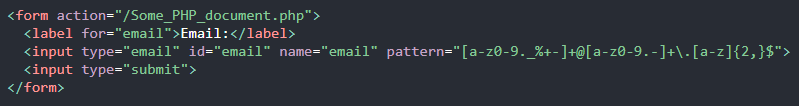 <form action="/Some_PHP_document.php">
<label for="email">Email:</label>
<input type="email" id="email" name="email" pattern="[a-z0-9._%+-]+@[a-z0-9.-]+\.[a-z]{2,}$">
<input type="submit">
</form>